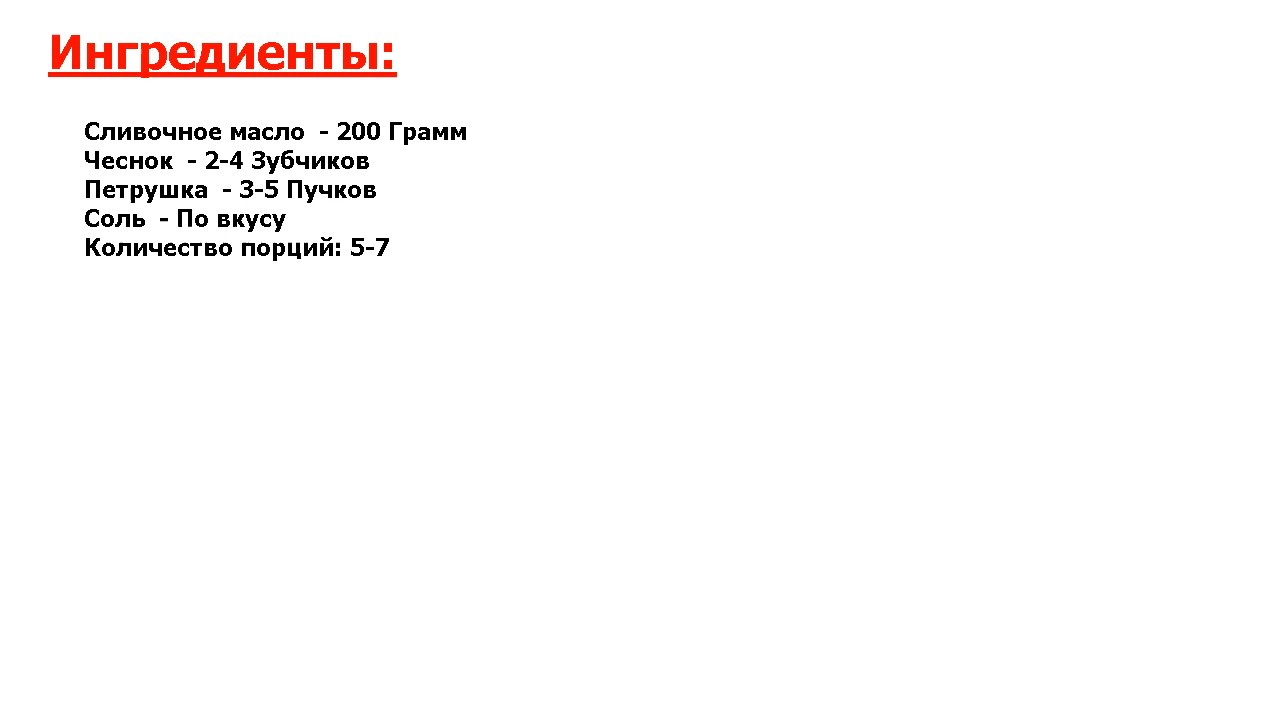 Ингредиенты:
Сливочное масло  - 200 Грамм
Чеснок  - 2-4 Зубчиков
Петрушка  - 3-5 Пучков
Соль  - По вкусу
Количество порций: 5-7